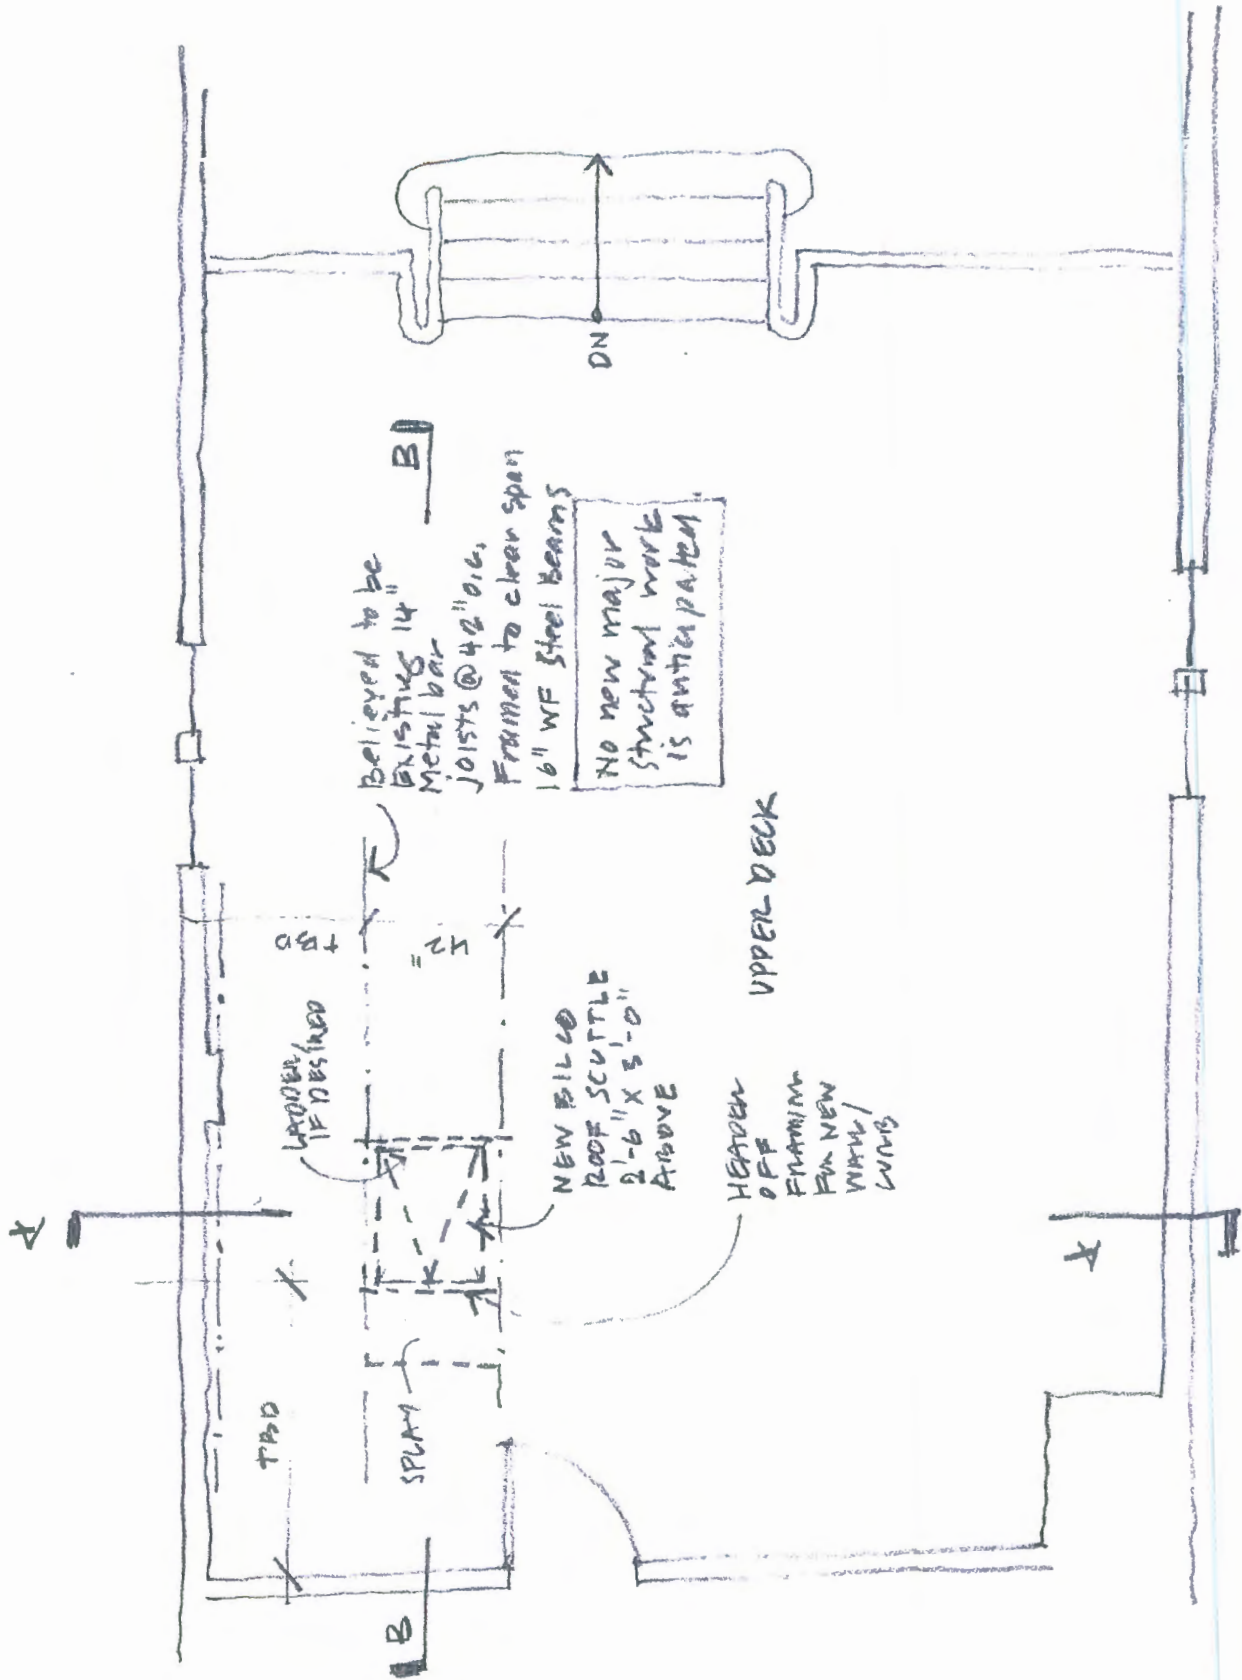 A
B
DN
Believed to be
Existing 14"
Metal bar
joists @ 42" o.c.
Framed to clear span
16" WF Steel Beams
No new major
structural work
is anticipated.
TBD
LADDER/
IF DESIRED
NEW BILCO
ROOF SCUTTLE
2'-6" X 3'-0"
ABOVE
UPPER DECK
HEADER
OFF
FRAMING
FOR NEW
WALL/
CURB
TBD
SPLAY
A
B